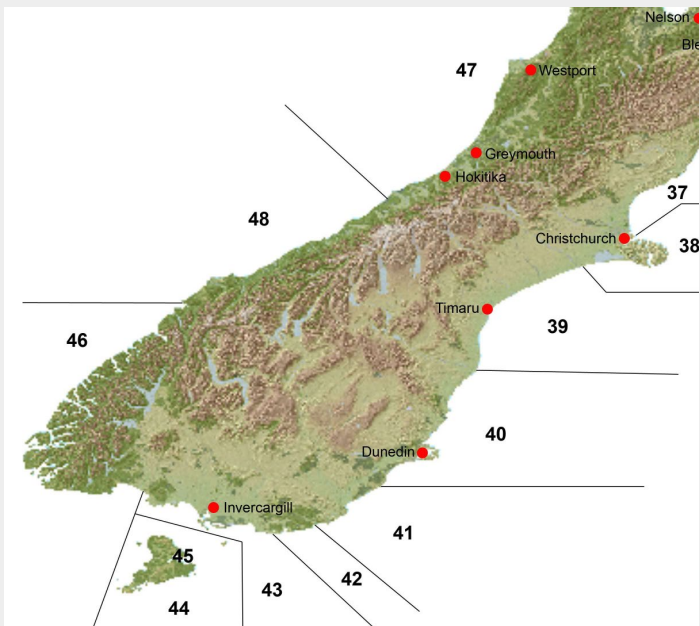 Nelson
Ble
47
Westport
Greymouth
Hokitika
37
48
Christchurch
38
Timaru
39
46
40
Dunedin
Invercargill
41
45
42
43
44